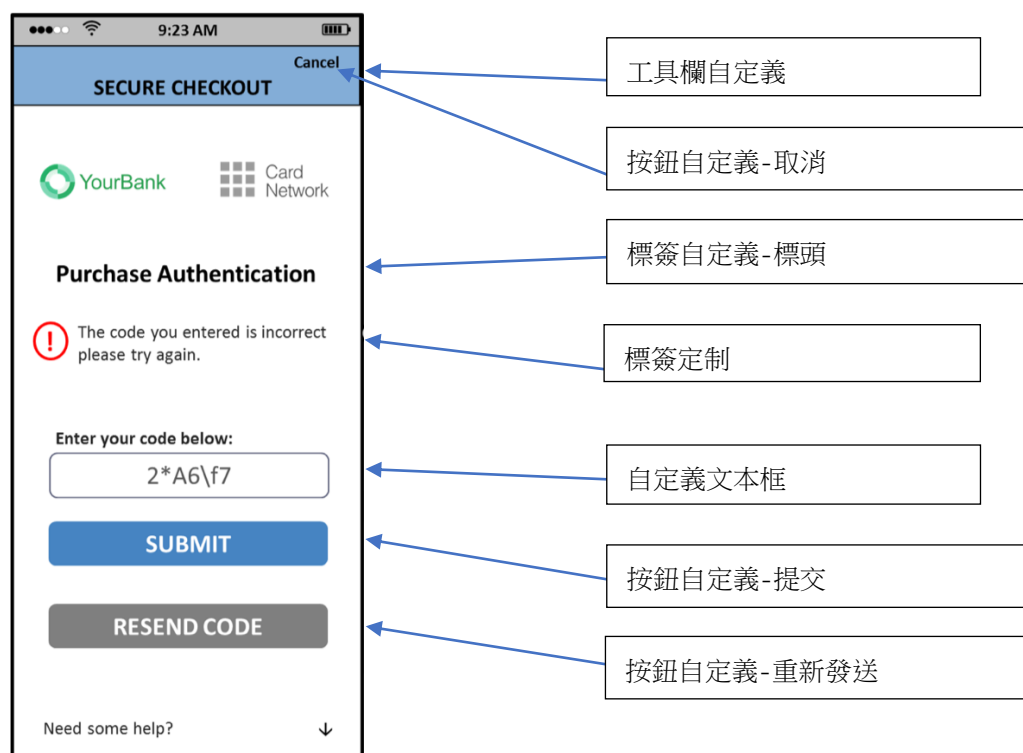 9:23 AM
Cancel
SECURE CHECKOUT
YourBank
Card
Network
Purchase Authentication
The code you entered is incorrect
please try again.
Enter your code below:
2*A6\f7
SUBMIT
RESEND CODE
Need some help?
工具欄自定義
按鈕自定義-取消
標簽自定義-標頭
標簽定制
自定義文本框
按鈕自定義-提交
按鈕自定義-重新發送